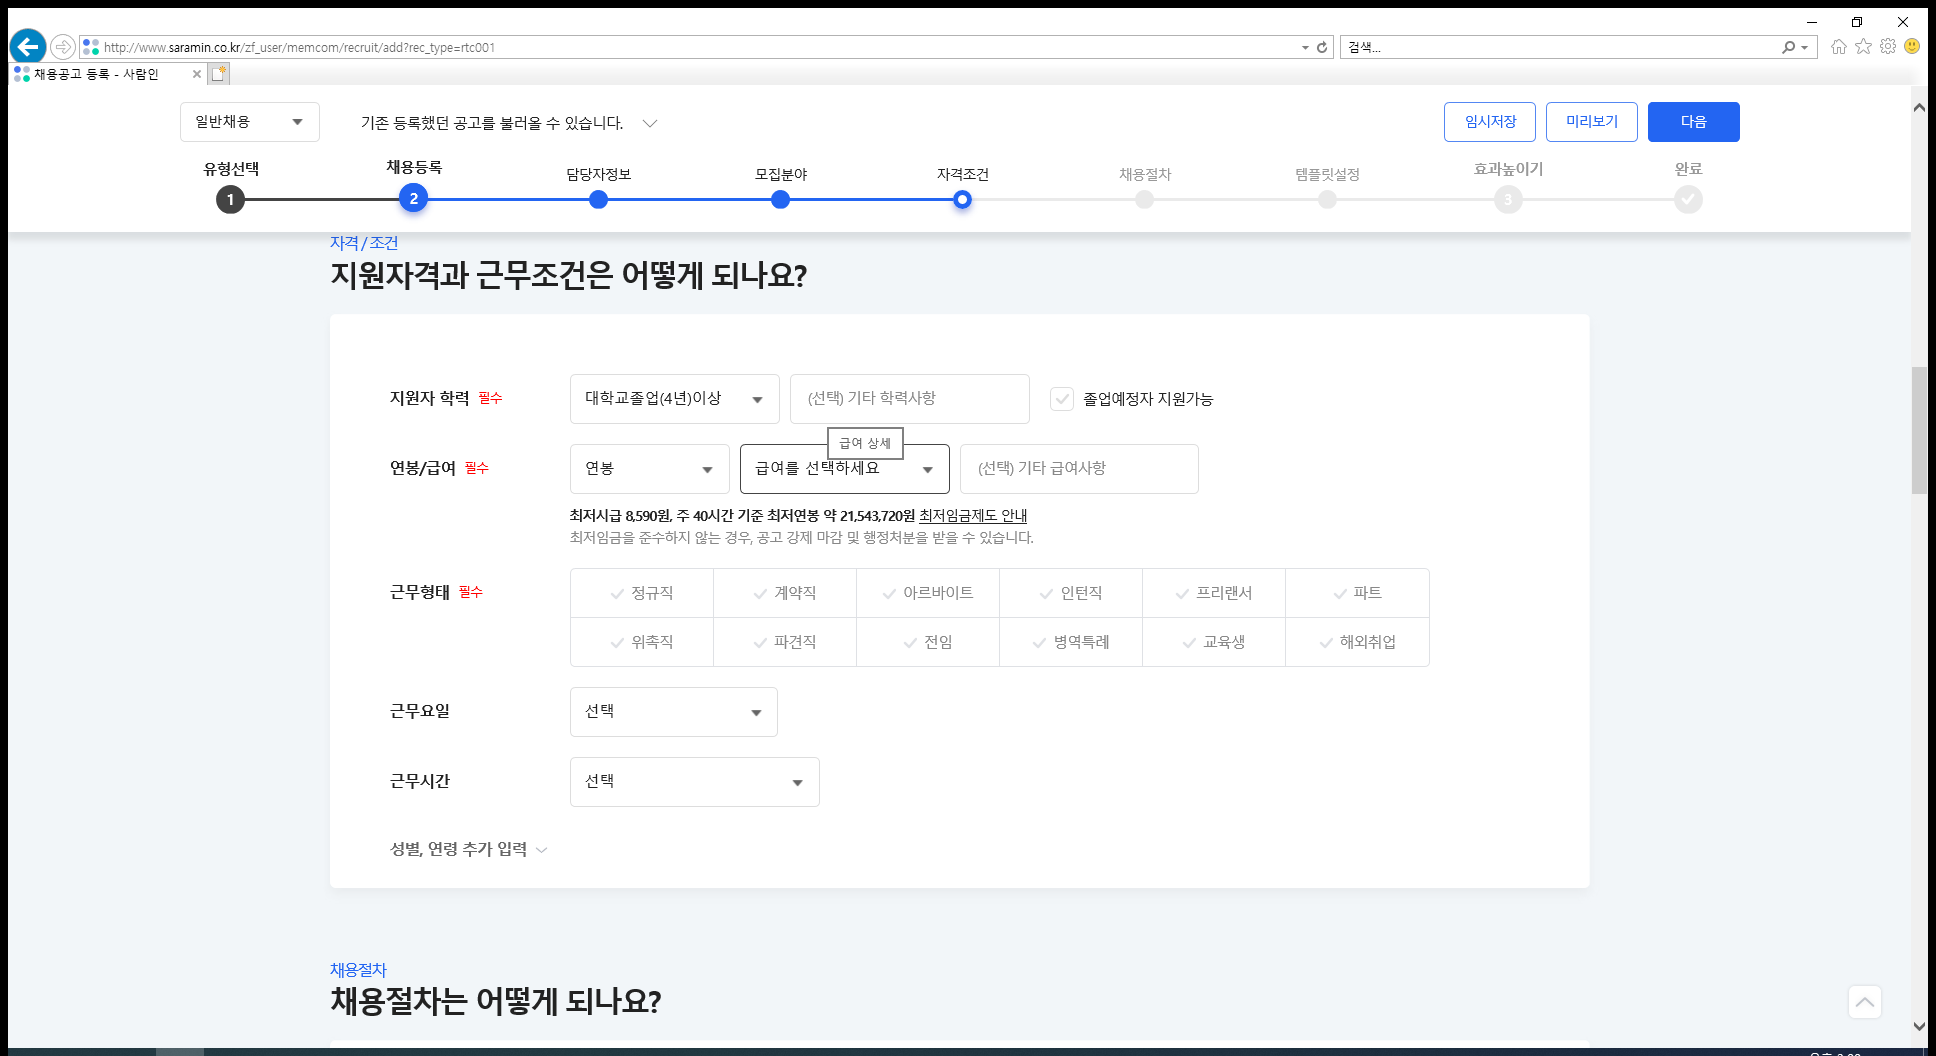 http://www.saramin.co.kr/zf_user/memcom/recruit/add?rec_type=rtc001
검색...
채용공고 등록 - 사람인
일반채용
기존 등록했던 공고를 불러올 수 있습니다.
임시저장 미리보기 다음
유형선택 채용등록 담당자정보 모집분야 자격조건 채용절차 템플릿설정 효과높이기 완료
1 2 3
자격 / 조건
지원자격과 근무조건은 어떻게 되나요?
지원자 학력 필수 대학교졸업(4년)이상 (선택) 기타 학력사항 졸업예정자 지원가능
급여 상세
연봉/급여 필수 연봉 급여를 선택하세요 (선택) 기타 급여사항
최저시급 8,590원, 주 40시간 기준 최저연봉 약 21,543,720원 최저임금제도 안내
최저임금을 준수하지 않는 경우, 공고 강제 마감 및 행정처분을 받을 수 있습니다.
근무형태 필수 정규직 계약직 아르바이트 인턴직 프리랜서 파트
위촉직 파견직 전임 병역특례 교육생 해외취업
근무요일 선택
근무시간 선택
성별, 연령 추가 입력
채용절차
채용절차는 어떻게 되나요?